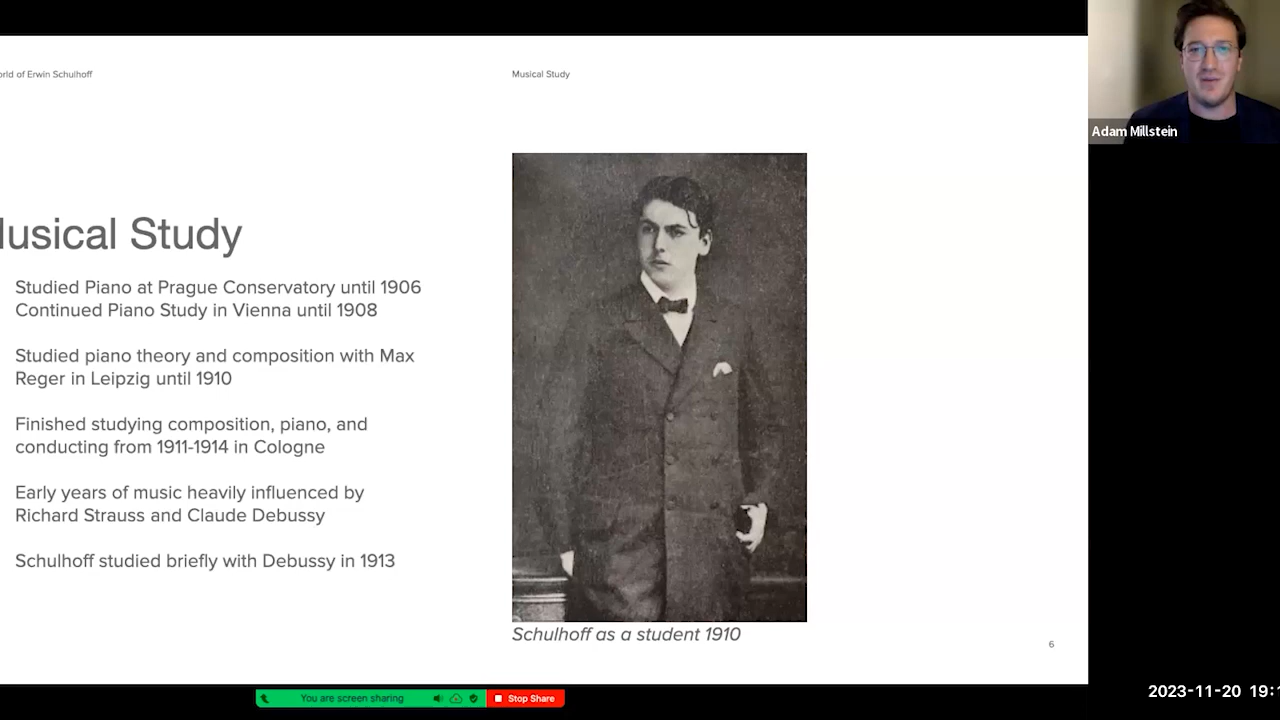 of Erwin Schulhoff
Musical Study
Adam Millstein
Study
Studied Piano at Prague Conservatory until 1906
Continued Piano Study in Vienna until 1908
Studied piano theory and composition with Max
Reger in Leipzig until 1910
Finished studying composition, piano, and
conducting from 1911-1914 in Cologne
Early years of music heavily influenced by
Richard Strauss and Claude Debussy
Schulhoff studied briefly with Debussy in 1913
Schulhoff as a student 1910
6
You are screen sharing
Stop Share
2023-11-20 19: